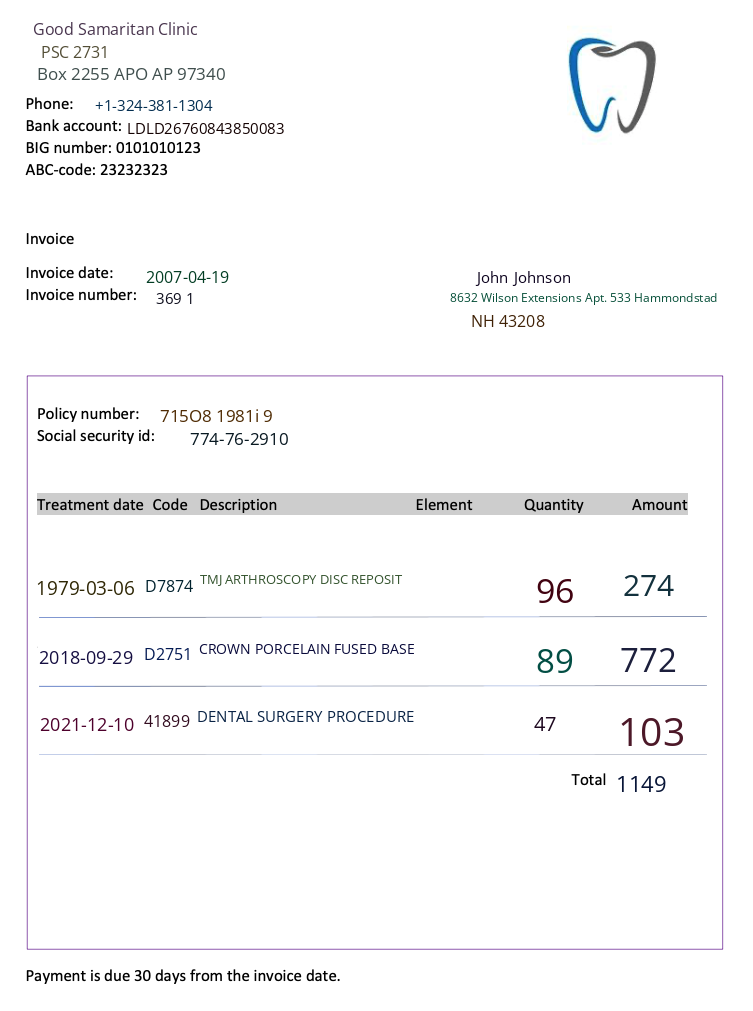 Good Samaritan Clinic
PSC 2731
Box 2255 APO AP 97340
Phone: +1-324-381-1304
Bank account: LDLD26760843850083
BIG number: 0101010123
ABC-code: 23232323
Invoice
Invoice date: 2007-04-19
Invoice number: 369 1
John Johnson
8632 Wilson Extensions Apt. 533 Hammondstad
NH 43208
Policy number: 715O8 1981i 9
Social security id: 774-76-2910
Treatment date Code Description Element Quantity Amount
1979-03-06 D7874 TMJ ARTHROSCOPY DISC REPOSIT 96 274
2018-09-29 D2751 CROWN PORCELAIN FUSED BASE 89 772
2021-12-10 41899 DENTAL SURGERY PROCEDURE 47 103
Total 1149
Payment is due 30 days from the invoice date.